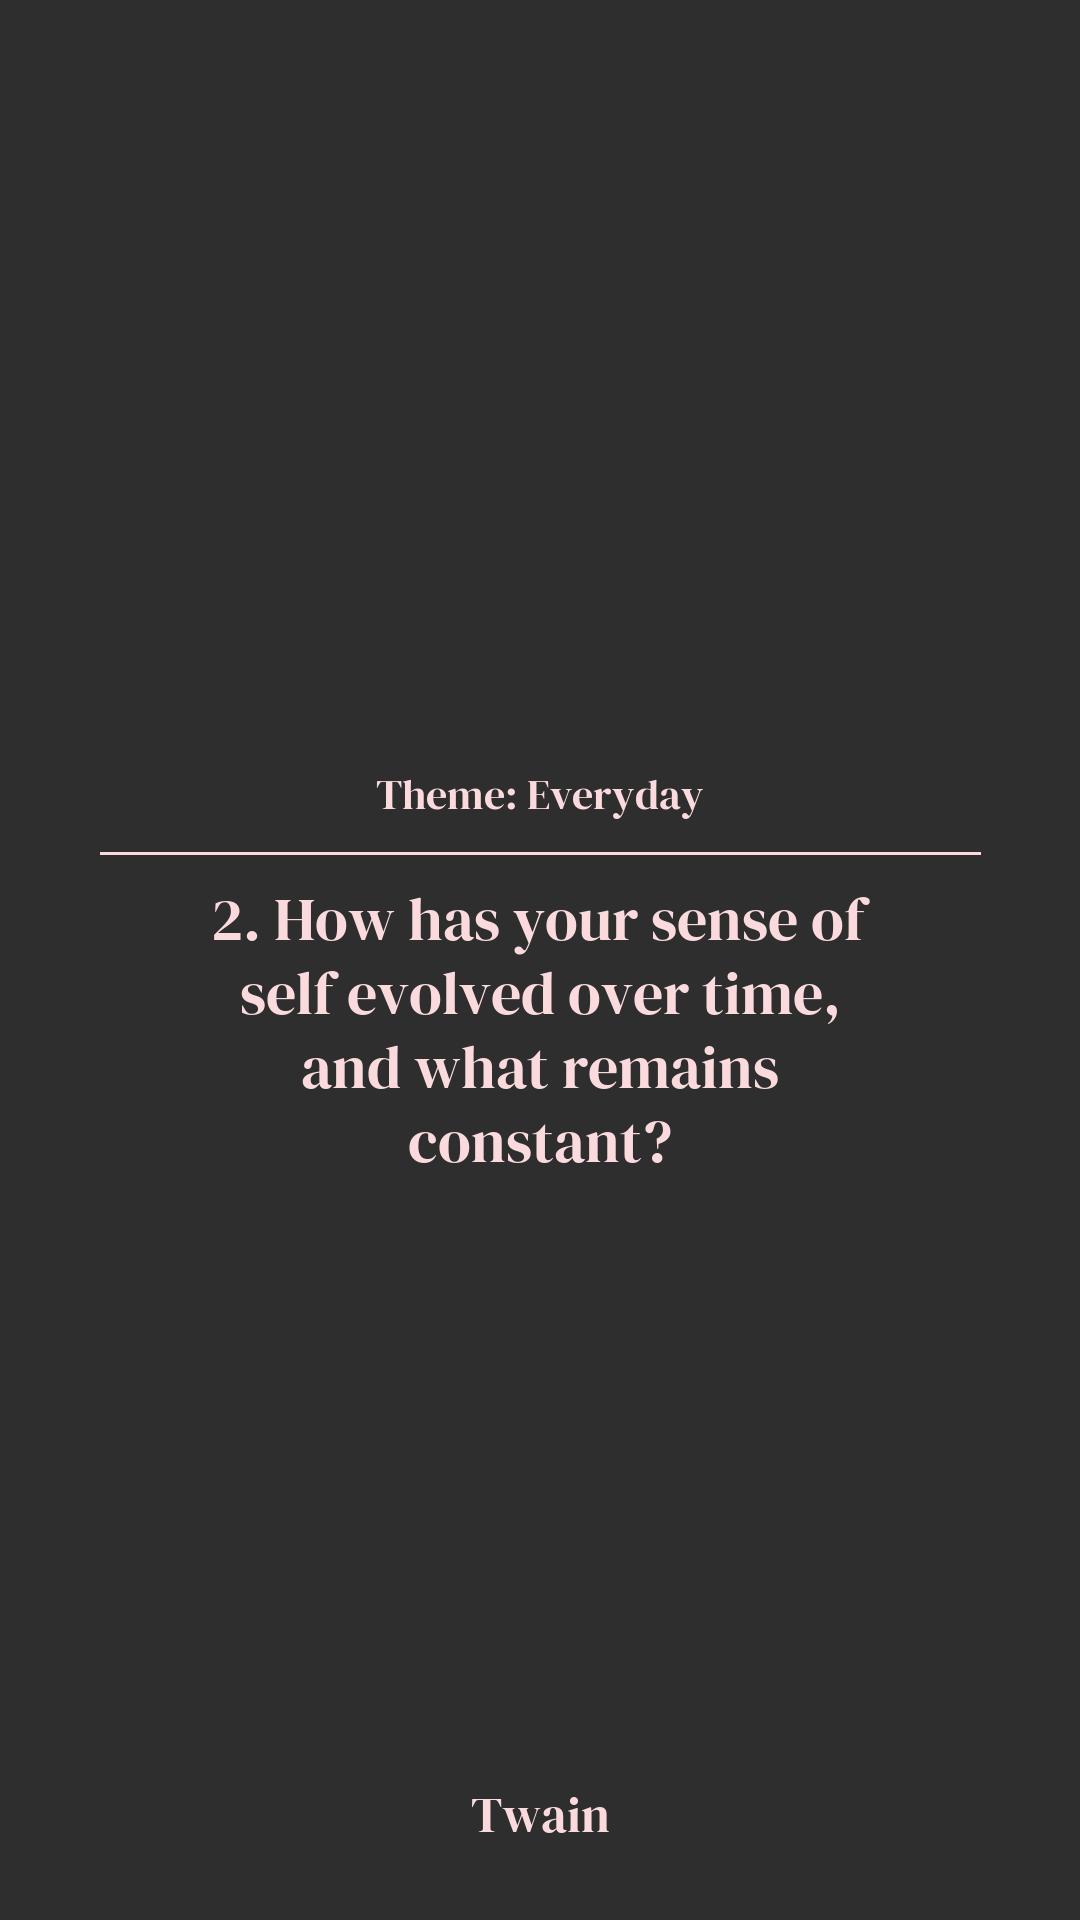 Theme: Everyday
2. How has your sense of
self evolved over time,
and what remains
constant?
Twain